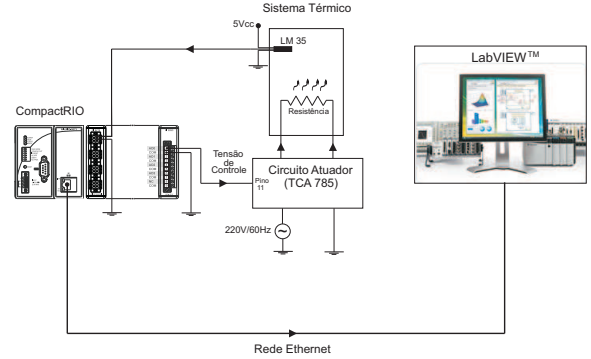 Sistema Térmico
5Vcc
LM 35
LabVIEW™
CompactRIO
Resistência
Tensão
de
Controle
Pino
11
Circuito Atuador
(TCA 785)
220V/60Hz
Rede Ethernet